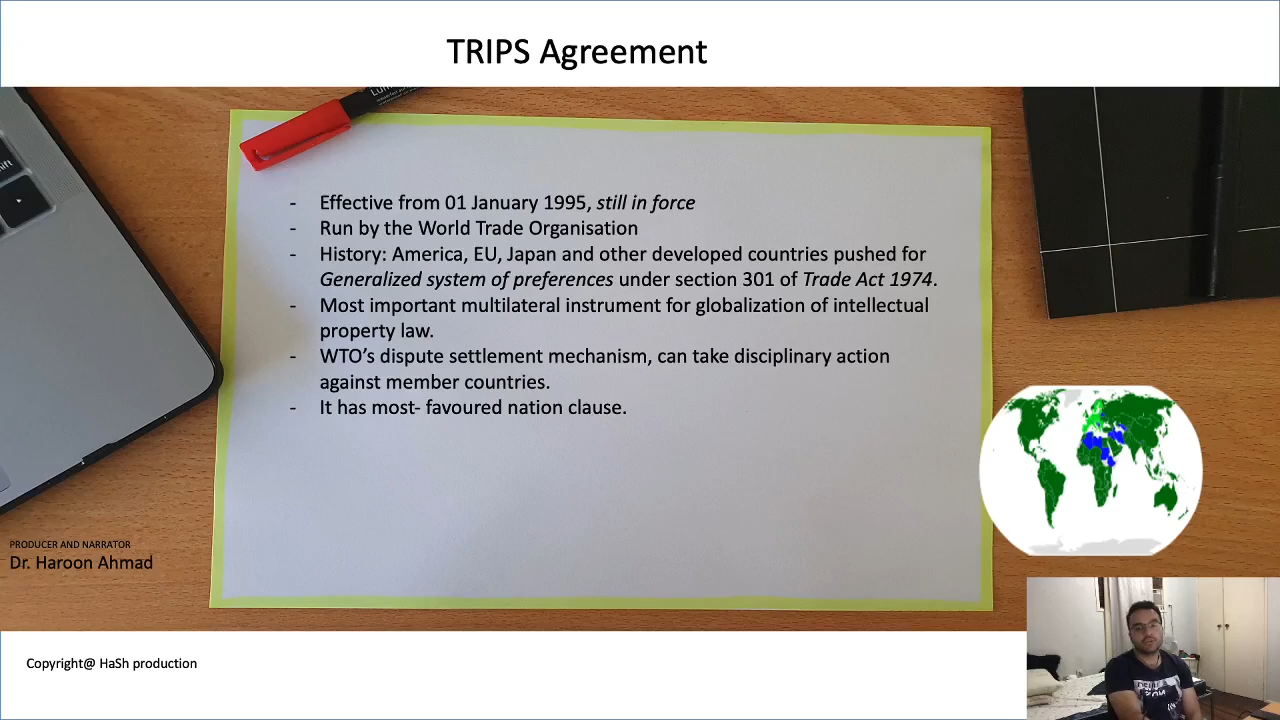 TRIPS Agreement
- Effective from 01 January 1995, still in force
- Run by the World Trade Organisation
- History: America, EU, Japan and other developed countries pushed for
Generalized system of preferences under section 301 of Trade Act 1974.
- Most important multilateral instrument for globalization of intellectual
property law.
- WTO's dispute settlement mechanism, can take disciplinary action
against member countries.
- It has most- favoured nation clause.
PRODUCER AND NARRATOR
Dr. Haroon Ahmad
Copyright@ HaSh production